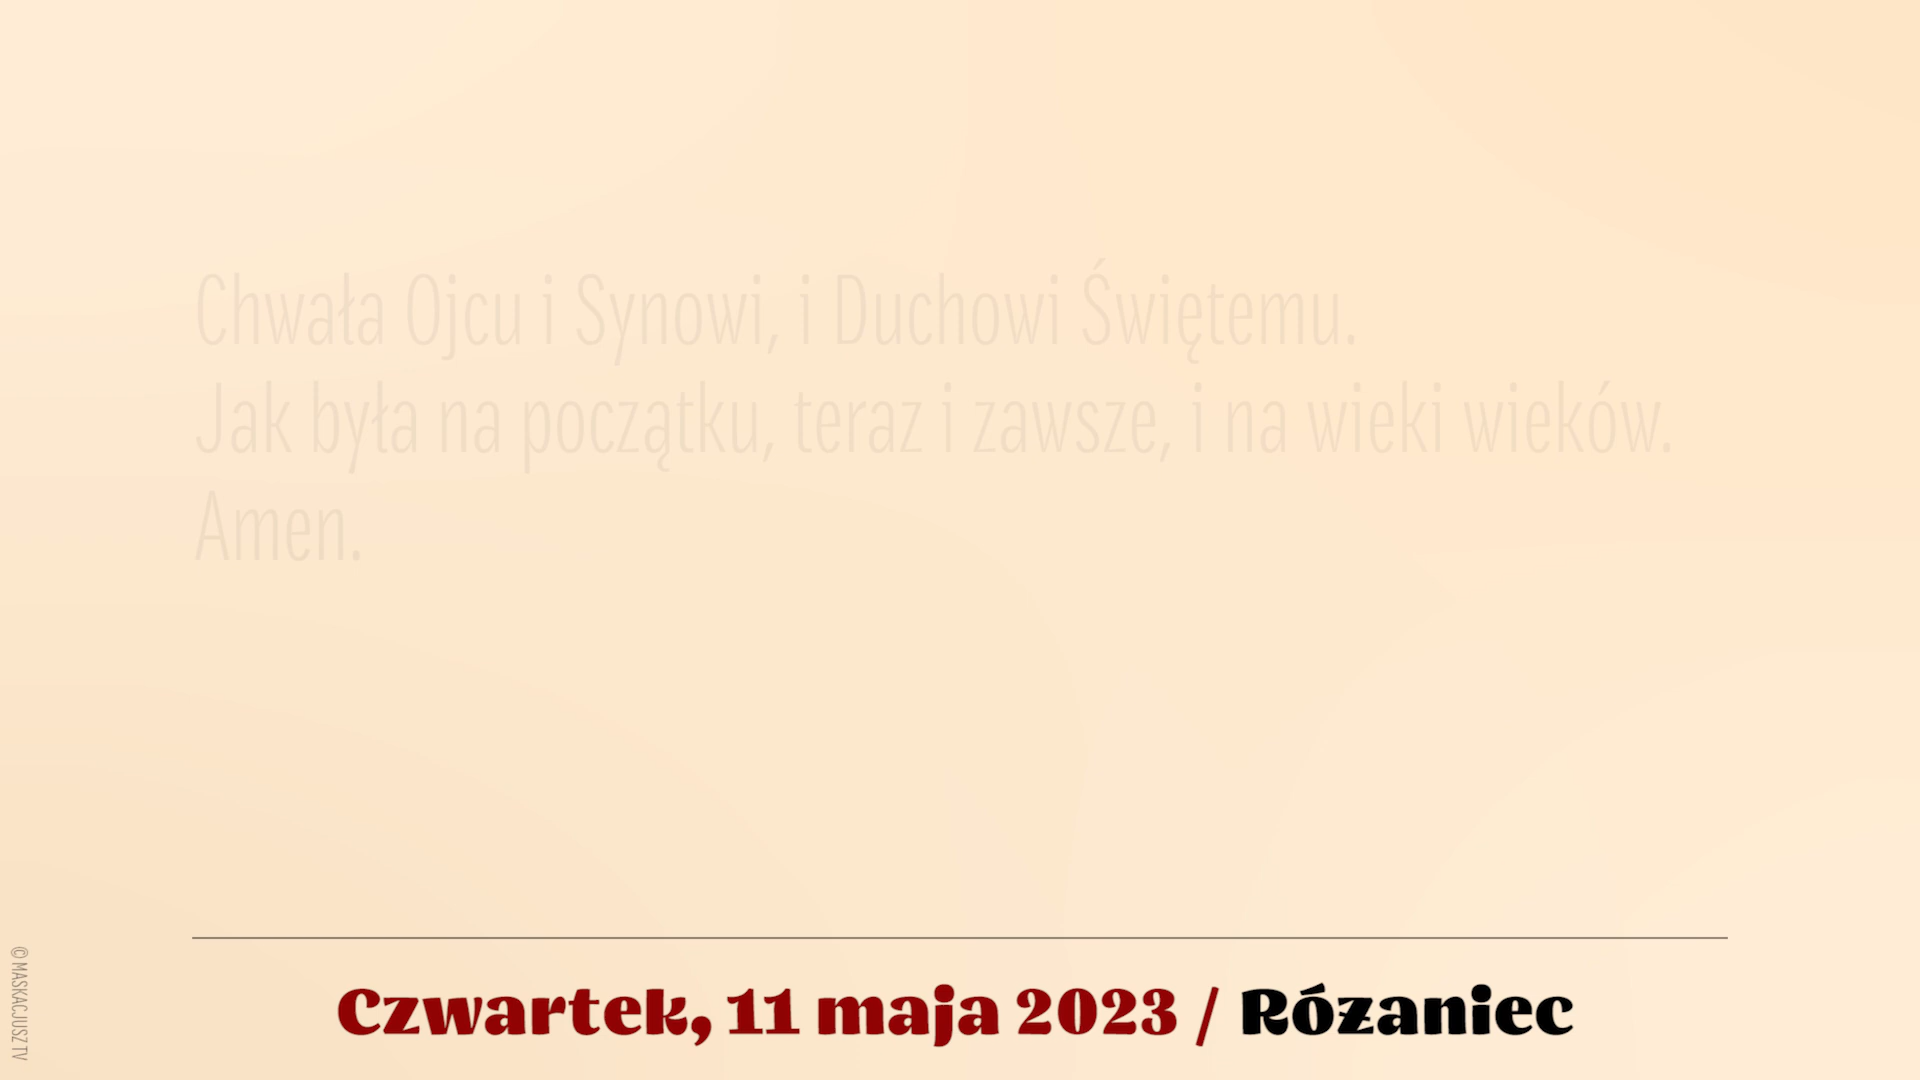 Chwała Ojcu i Synowi, i Duchowi Świętemu.
Jak była na początku, teraz i zawsze, i na wieki wieków.
Amen.
Czwartek, 11 maja 2023 / Różaniec
© MASKACJUSZ TV